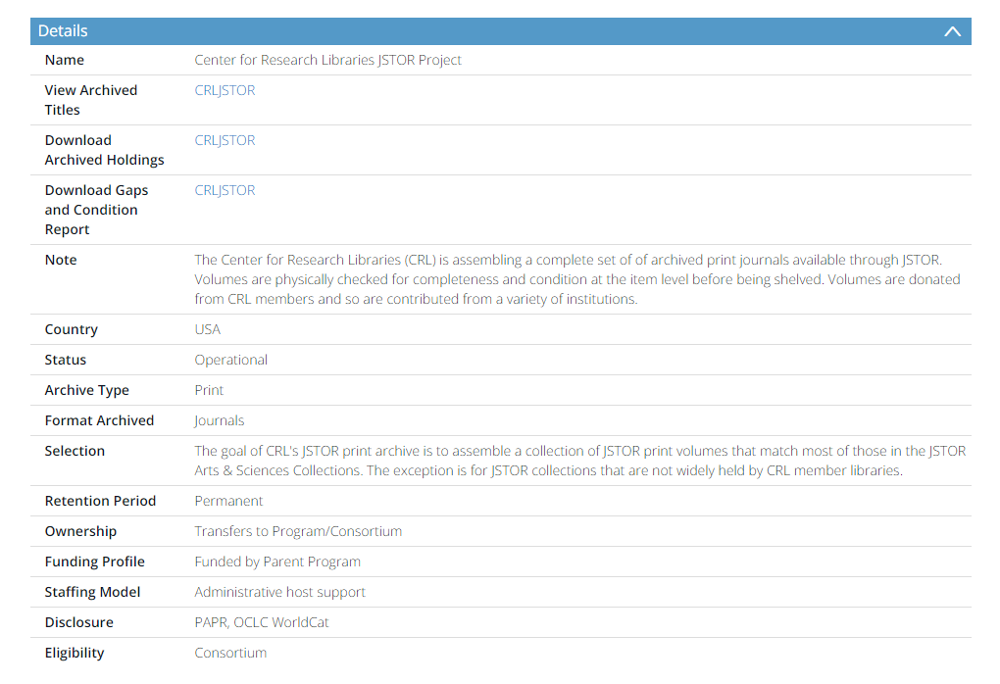 Details
Name Center for Research Libraries JSTOR Project
View Archived Titles CRLJSTOR
Download Archived Holdings CRLJSTOR
Download Gaps and Condition Report CRLJSTOR
Note The Center for Research Libraries (CRL) is assembling a complete set of of archived print journals available through JSTOR.
Volumes are physically checked for completeness and condition at the item level before being shelved. Volumes are donated
from CRL members and so are contributed from a variety of institutions.
Country USA
Status Operational
Archive Type Print
Format Archived Journals
Selection The goal of CRL's JSTOR print archive is to assemble a collection of JSTOR print volumes that match most of those in the JSTOR
Arts & Sciences Collections. The exception is for JSTOR collections that are not widely held by CRL member libraries.
Retention Period Permanent
Ownership Transfers to Program/Consortium
Funding Profile Funded by Parent Program
Staffing Model Administrative host support
Disclosure PAPR, OCLC WorldCat
Eligibility Consortium